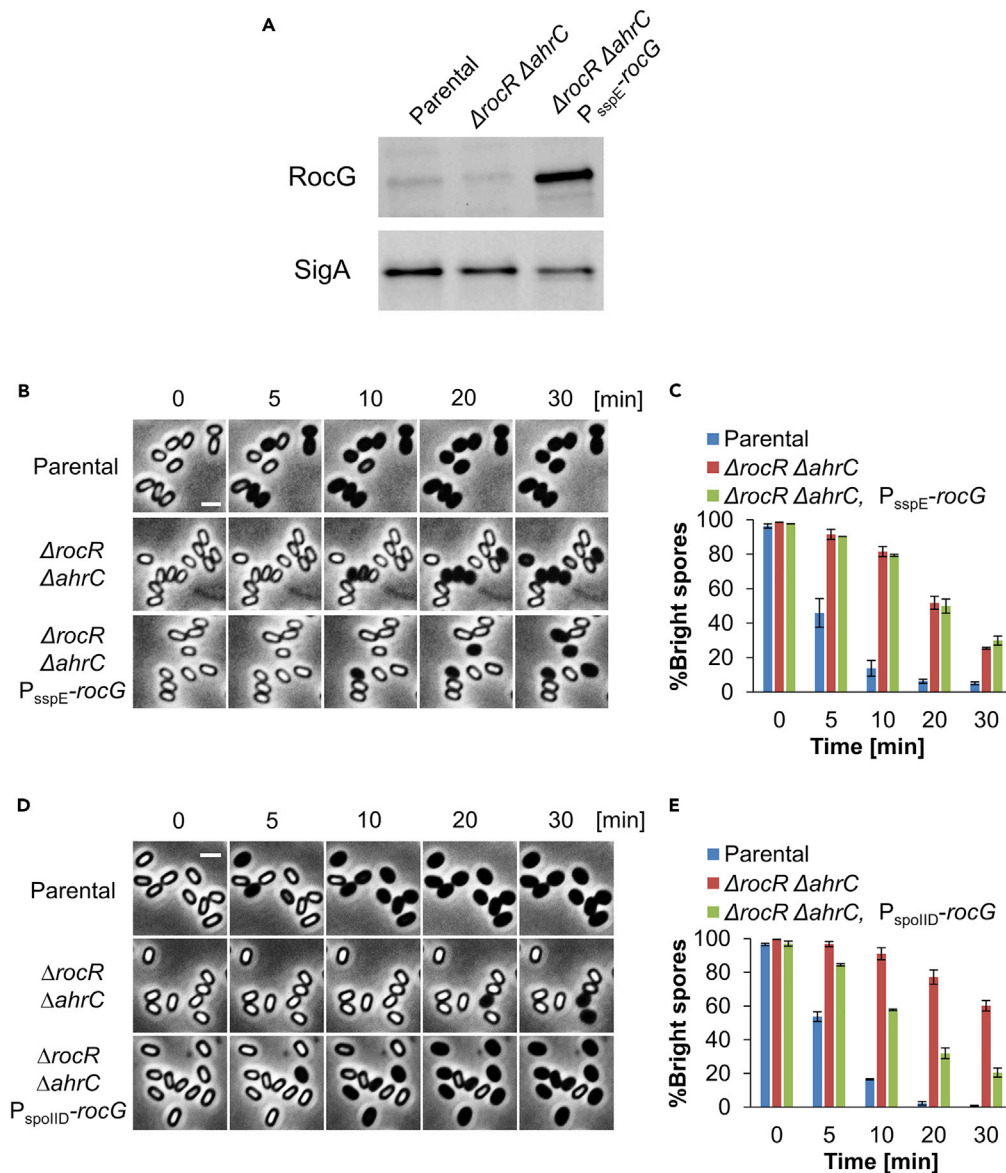 A
Parental
ΔrocR ΔahrC
ΔrocR ΔahrC
PsspE-rocG
RocG
SigA
B
0 5 10 20 30 [min]
Parental
ΔrocR
ΔahrC
ΔrocR
ΔahrC
PsspE-rocG
C
Parental
ΔrocR ΔahrC
ΔrocR ΔahrC, PsspE-rocG
%Bright spores
100
80
60
40
20
0
0 5 10 20 30
Time [min]
D
0 5 10 20 30 [min]
Parental
ΔrocR
ΔahrC
ΔrocR
ΔahrC
PspoIID-rocG
E
Parental
ΔrocR ΔahrC
ΔrocR ΔahrC, PspoIID-rocG
%Bright spores
100
80
60
40
20
0
0 5 10 20 30
Time [min]